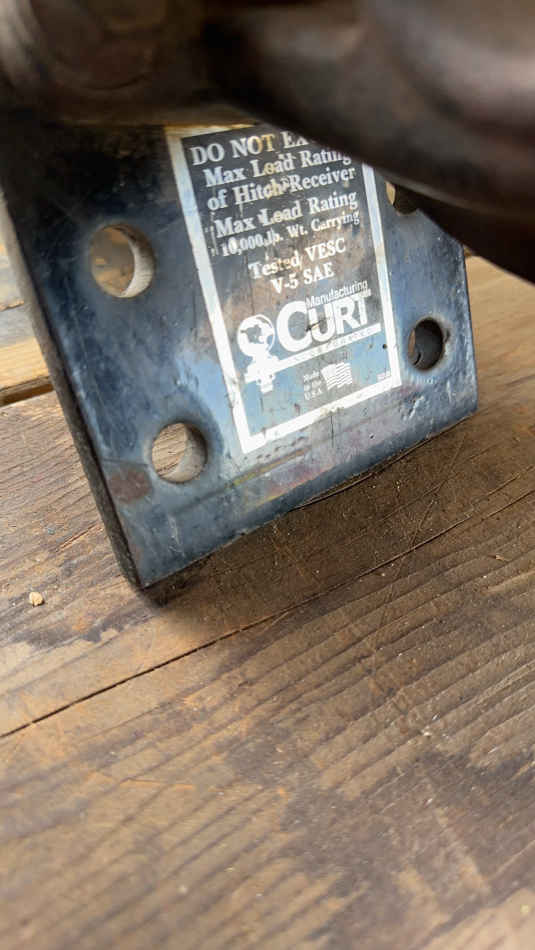 DO NOT
Max Load Rating
of Hitch Receiver
Max Load Rating
10,000 lb. Wt. Carrying
Tested VESC
V-5 SAE
Manufacturing
CURT
Made
in the
U.S.A.